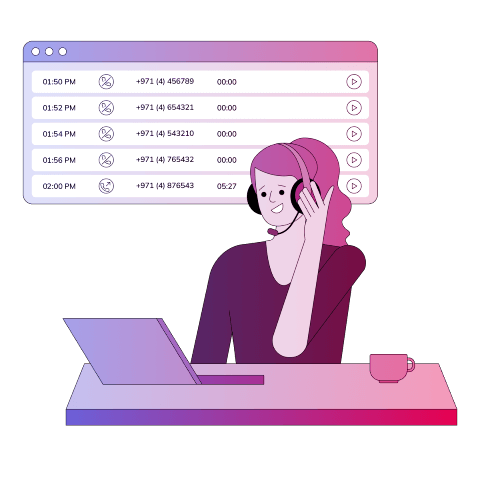 01:50 PM +971 (4) 456789 00:00
01:52 PM +971 (4) 654321 00:00
01:54 PM +971 (4) 543210 00:00
01:56 PM +971 (4) 765432 00:00
02:00 PM +971 (4) 876543 05:27